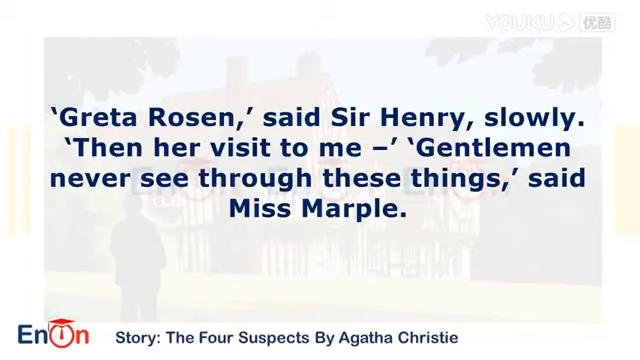 YOUKU 优酷
‘Greta Rosen,’ said Sir Henry, slowly.
‘Then her visit to me –’ ‘Gentlemen
never see through these things,’ said
Miss Marple.
EnOn
Story: The Four Suspects By Agatha Christie